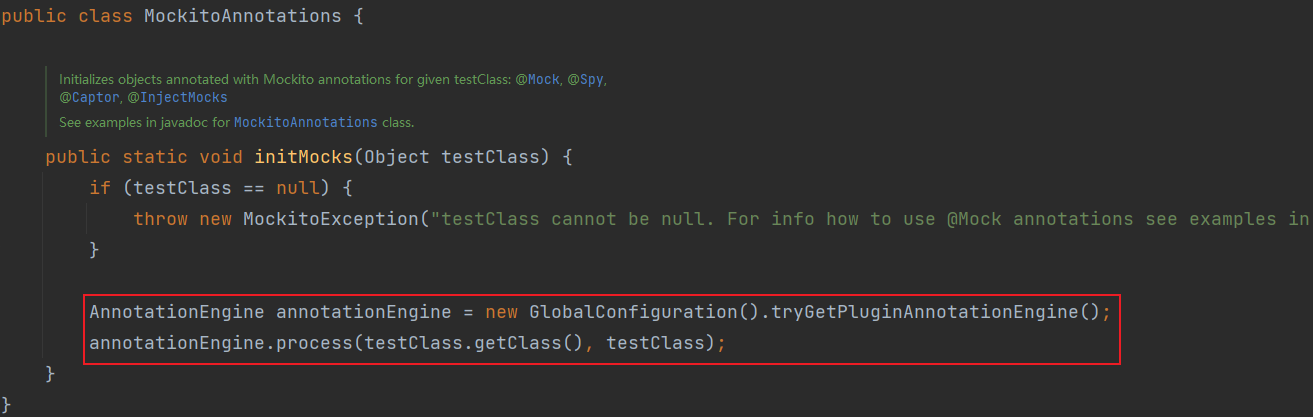 public class MockitoAnnotations {
Initializes objects annotated with Mockito annotations for given testClass: @Mock, @Spy,
@Captor, @InjectMocks
See examples in javadoc for MockitoAnnotations class.
public static void initMocks(Object testClass) {
if (testClass == null) {
throw new MockitoException("testClass cannot be null. For info how to use @Mock annotations see examples in
}
AnnotationEngine annotationEngine = new GlobalConfiguration().tryGetPluginAnnotationEngine();
annotationEngine.process(testClass.getClass(), testClass);
}
}